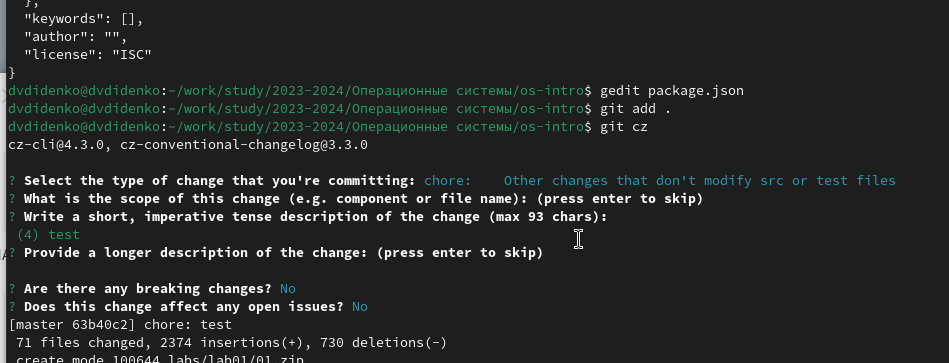 },
"keywords": [],
"author": "",
"license": "ISC"
}
dvdidenko@dvdidenko:~/work/study/2023-2024/Операционные системы/os-intro$ gedit package.json
dvdidenko@dvdidenko:~/work/study/2023-2024/Операционные системы/os-intro$ git add .
dvdidenko@dvdidenko:~/work/study/2023-2024/Операционные системы/os-intro$ git cz
cz-cli@4.3.0, cz-conventional-changelog@3.3.0
? Select the type of change that you're committing: chore:    Other changes that don't modify src or test files
? What is the scope of this change (e.g. component or file name): (press enter to skip)
? Write a short, imperative tense description of the change (max 93 chars):
(4) test
? Provide a longer description of the change: (press enter to skip)
? Are there any breaking changes? No
? Does this change affect any open issues? No
[master 63b40c2] chore: test
71 files changed, 2374 insertions(+), 730 deletions(-)
create mode 100644 labs/lab01/01.zip